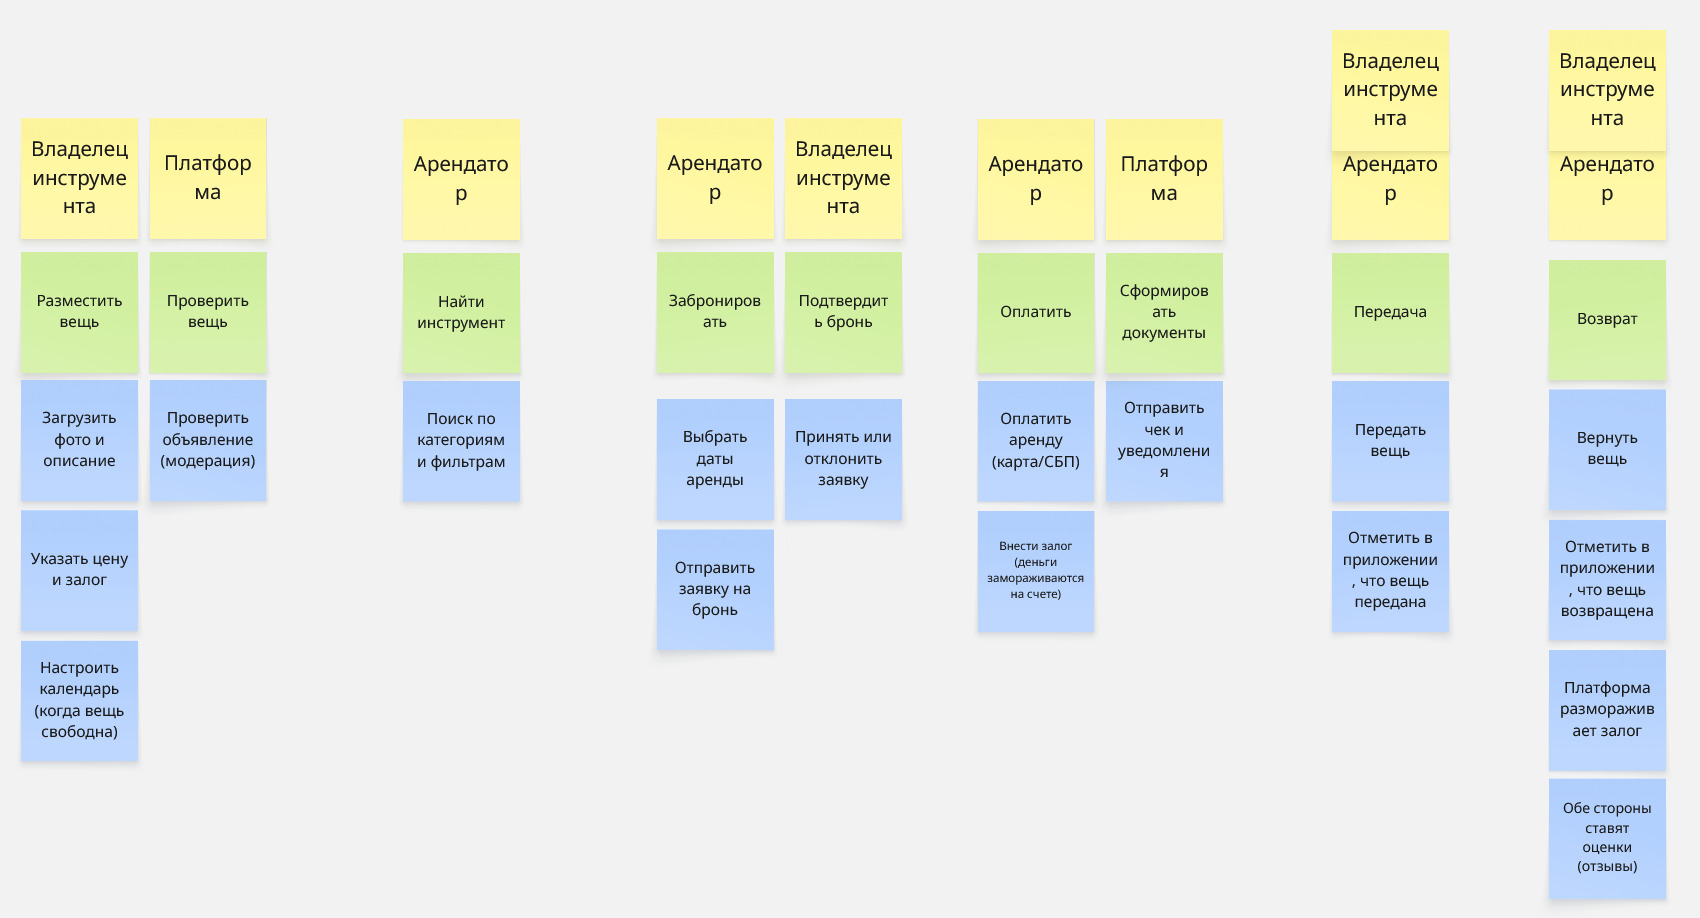 Владелец
инструме
нта
Платфор
ма
Разместить
вещь
Проверить
вещь
Загрузить
фото и
описание
Проверить
объявление
(модерация)
Указать цену
и залог
Настроить
календарь
(когда вещь
свободна)
Арендато
р
Найти
инструмент
Поиск по
категориям
и фильтрам
Арендато
р
Владелец
инструме
нта
Заброниров
ать
Подтвердит
ь бронь
Выбрать
даты
аренды
Принять или
отклонить
заявку
Отправить
заявку на
бронь
Арендато
р
Платфор
ма
Оплатить
Сформиров
ать
документы
Оплатить
аренду
(карта/СБП)
Отправить
чек и
уведомлени
я
Внести залог
(деньги
замораживаются
на счете)
Владелец
инструме
нта
Арендато
р
Передача
Передать
вещь
Отметить в
приложении
, что вещь
передана
Владелец
инструме
нта
Арендато
р
Возврат
Вернуть
вещь
Отметить в
приложении
, что вещь
возвращена
Платформа
разморажив
ает залог
Обе стороны
ставят
оценки
(отзывы)